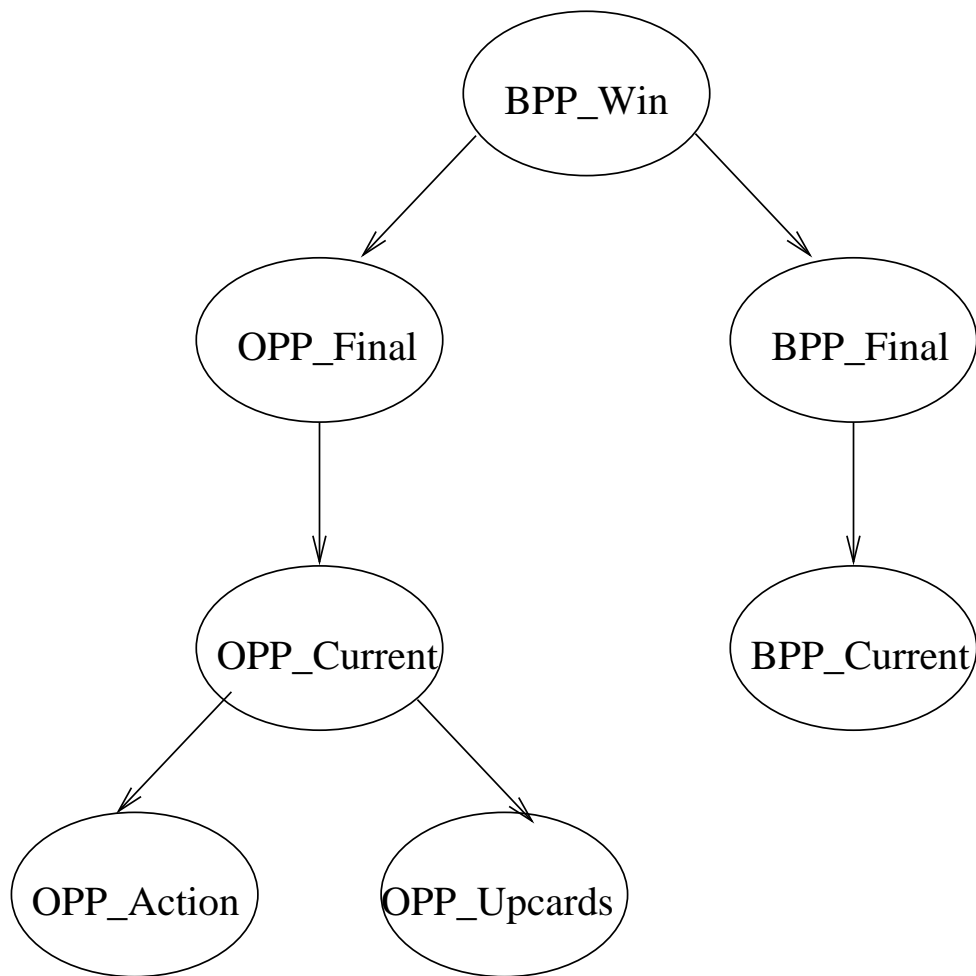 BPP_Win
OPP_Final
BPP_Final
OPP_Current
BPP_Current
OPP_Action
OPP_Upcards